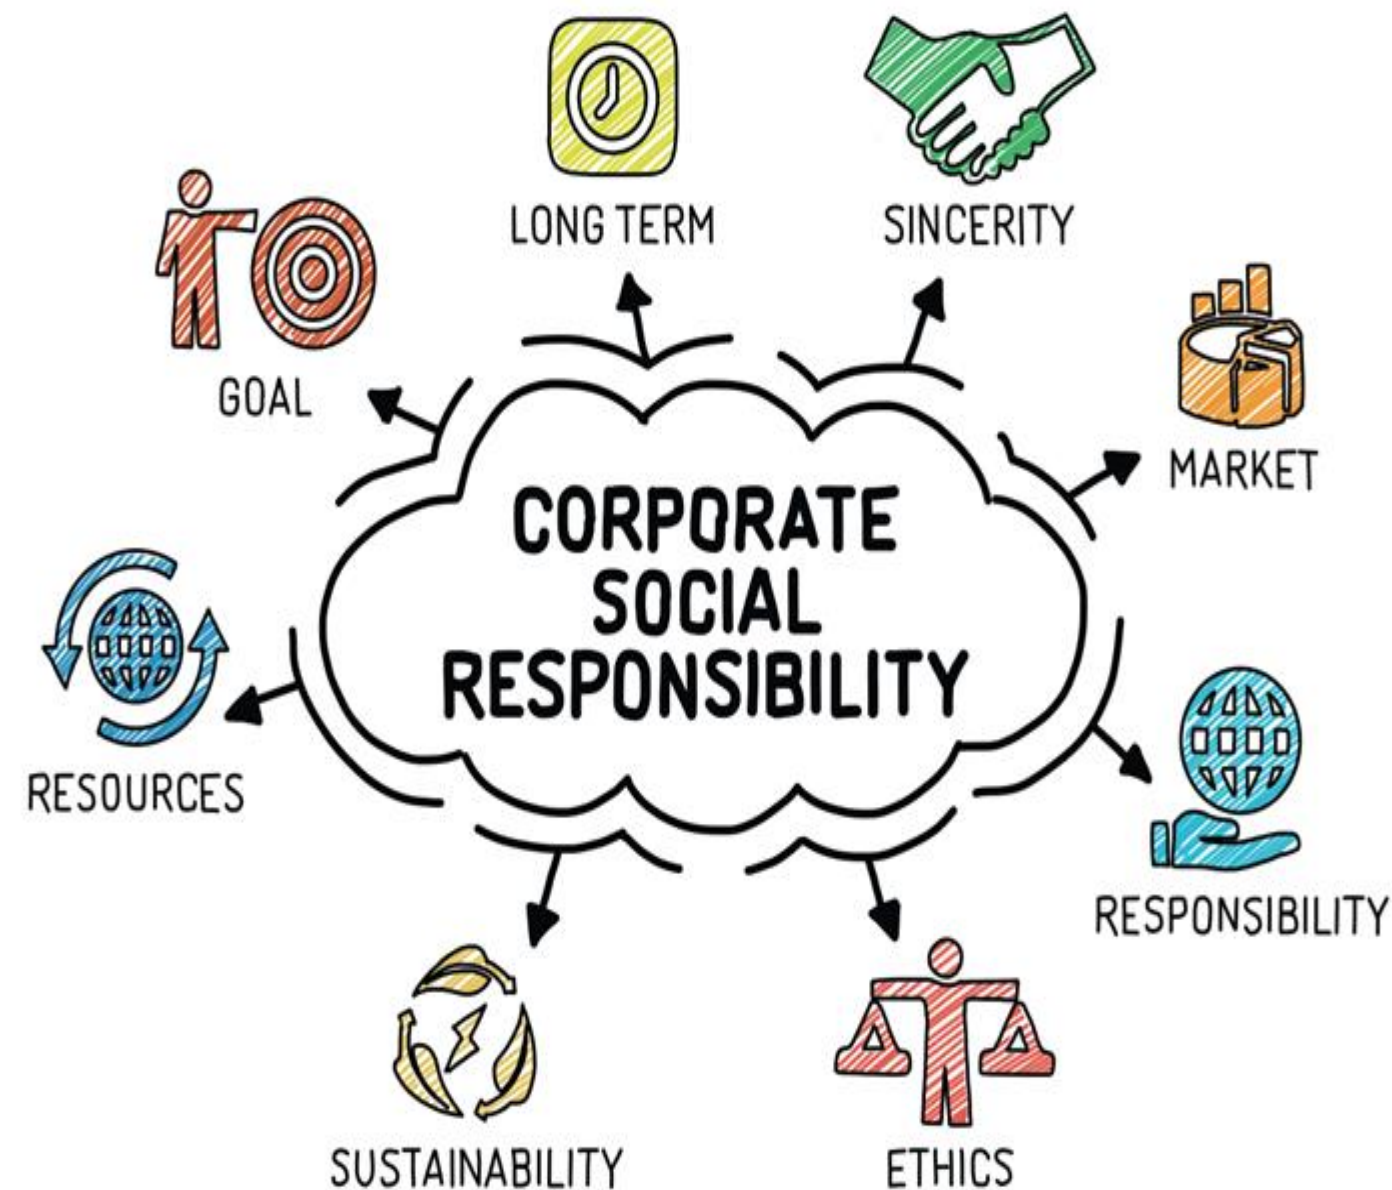 LONG TERM
SINCERITY
GOAL
MARKET
CORPORATE
SOCIAL
RESPONSIBILITY
RESOURCES
RESPONSIBILITY
SUSTAINABILITY
ETHICS